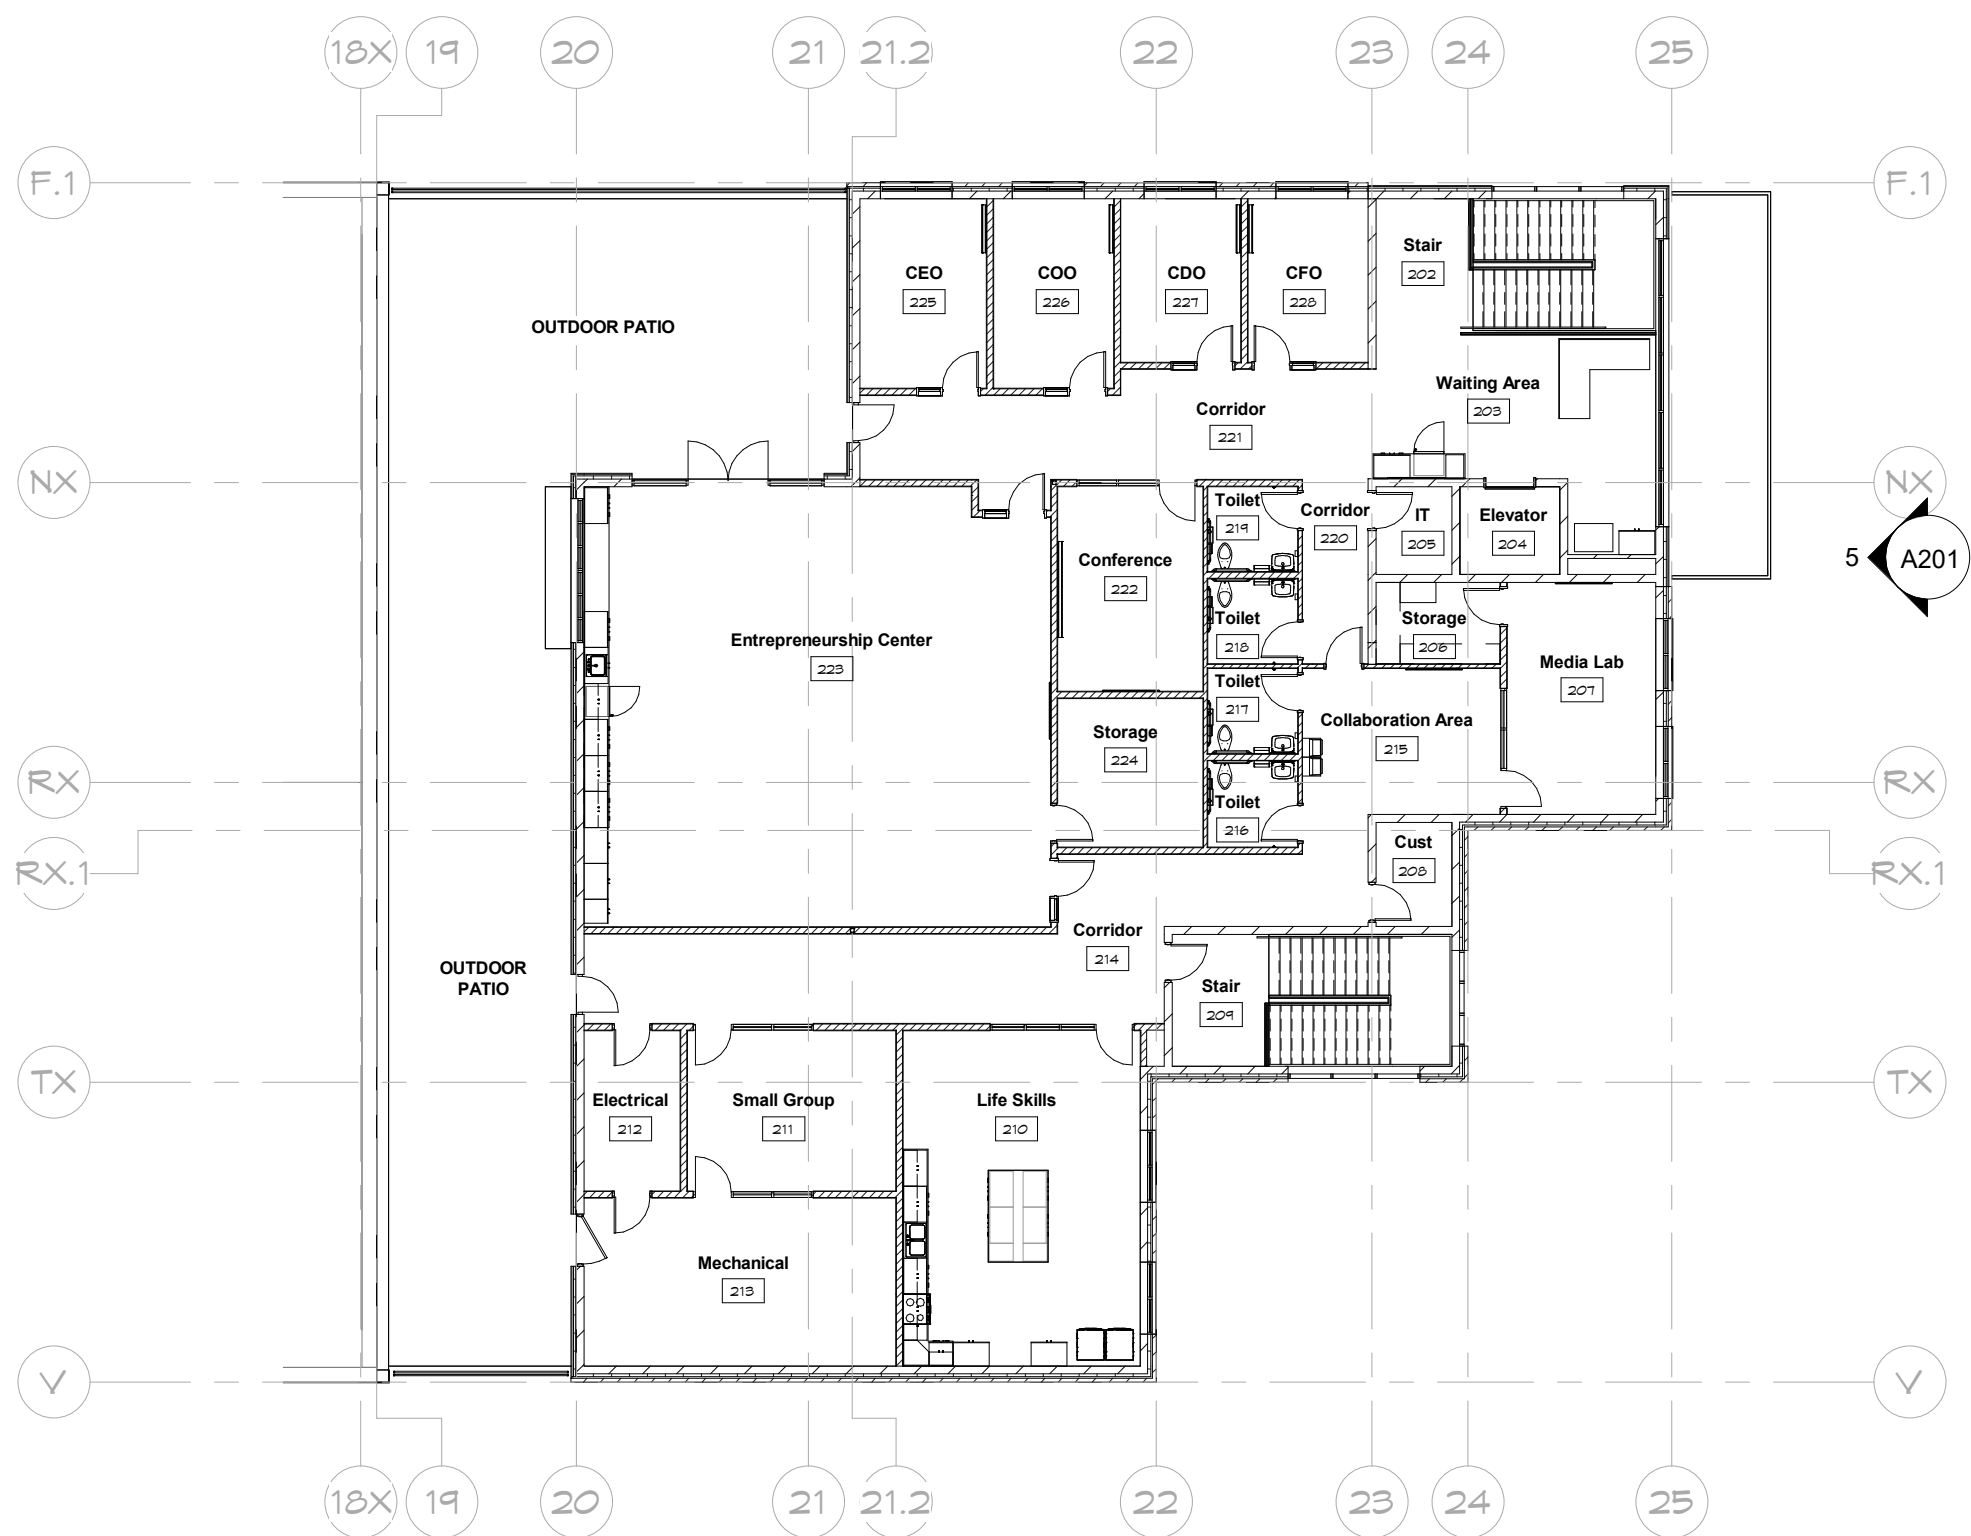 18X 19 20 21 21.2 22 23 24 25
F.1 F.1
Stair
202
CEO COO CDO CFO
225 226 227 228
OUTDOOR PATIO
Waiting Area
203
Corridor
221
NX NX
Toilet
219
Corridor
220
IT
205
Elevator
204
5 A201
Conference
222
Toilet
218
Storage
206
Entrepreneurship Center
223
Media Lab
207
Toilet
217
Collaboration Area
215
Storage
224
RX RX
Toilet
216
Cust
208
RX.1 RX.1
Corridor
214
OUTDOOR
PATIO
Stair
209
TX TX
Electrical
212
Small Group
211
Life Skills
210
Mechanical
213
V V
18X 19 20 21 21.2 22 23 24 25